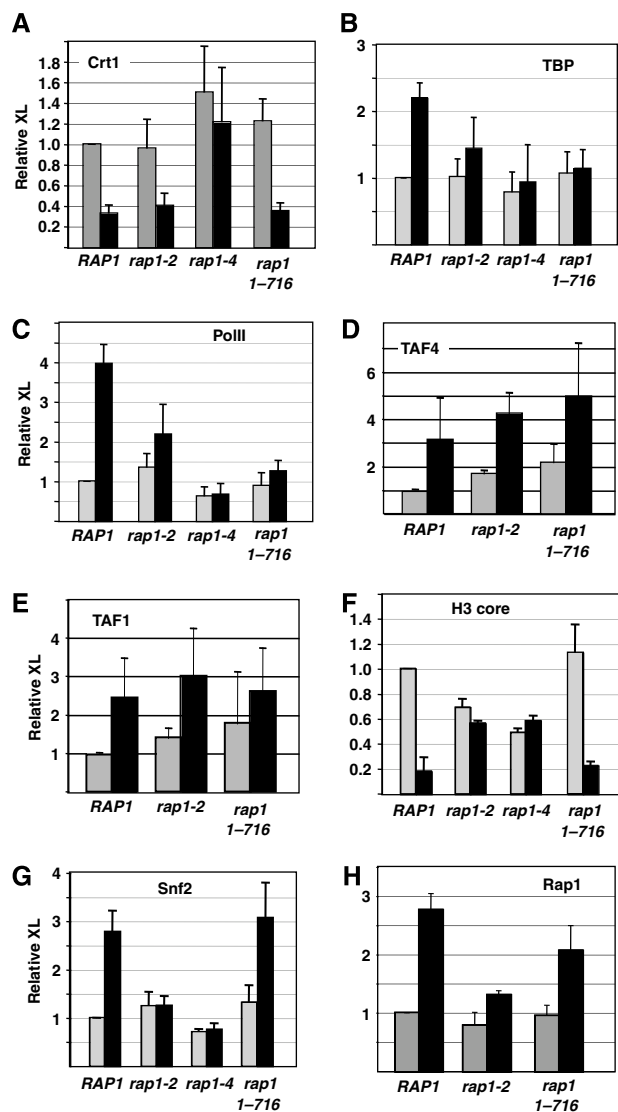 A
Crt1
Relative XL
1.8
1.6
1.4
1.2
1.0
0.8
0.6
0.4
0.2
RAP1 rap1-2 rap1-4 rap1
1–716
B
TBP
3
2
1
RAP1 rap1-2 rap1-4 rap1
1–716
C
PolII
Relative XL
4
3
2
1
RAP1 rap1-2 rap1-4 rap1
1–716
D
TAF4
6
4
2
RAP1 rap1-2 rap1
1–716
E
TAF1
Relative XL
4
3
2
1
RAP1 rap1-2 rap1
1–716
F
H3 core
1.4
1.0
0.8
0.6
0.4
0.2
RAP1 rap1-2 rap1-4 rap1
1–716
G
Snf2
Relative XL
4
3
2
1
RAP1 rap1-2 rap1-4 rap1
1–716
H
Rap1
3
2
1
RAP1 rap1-2 rap1
1–716